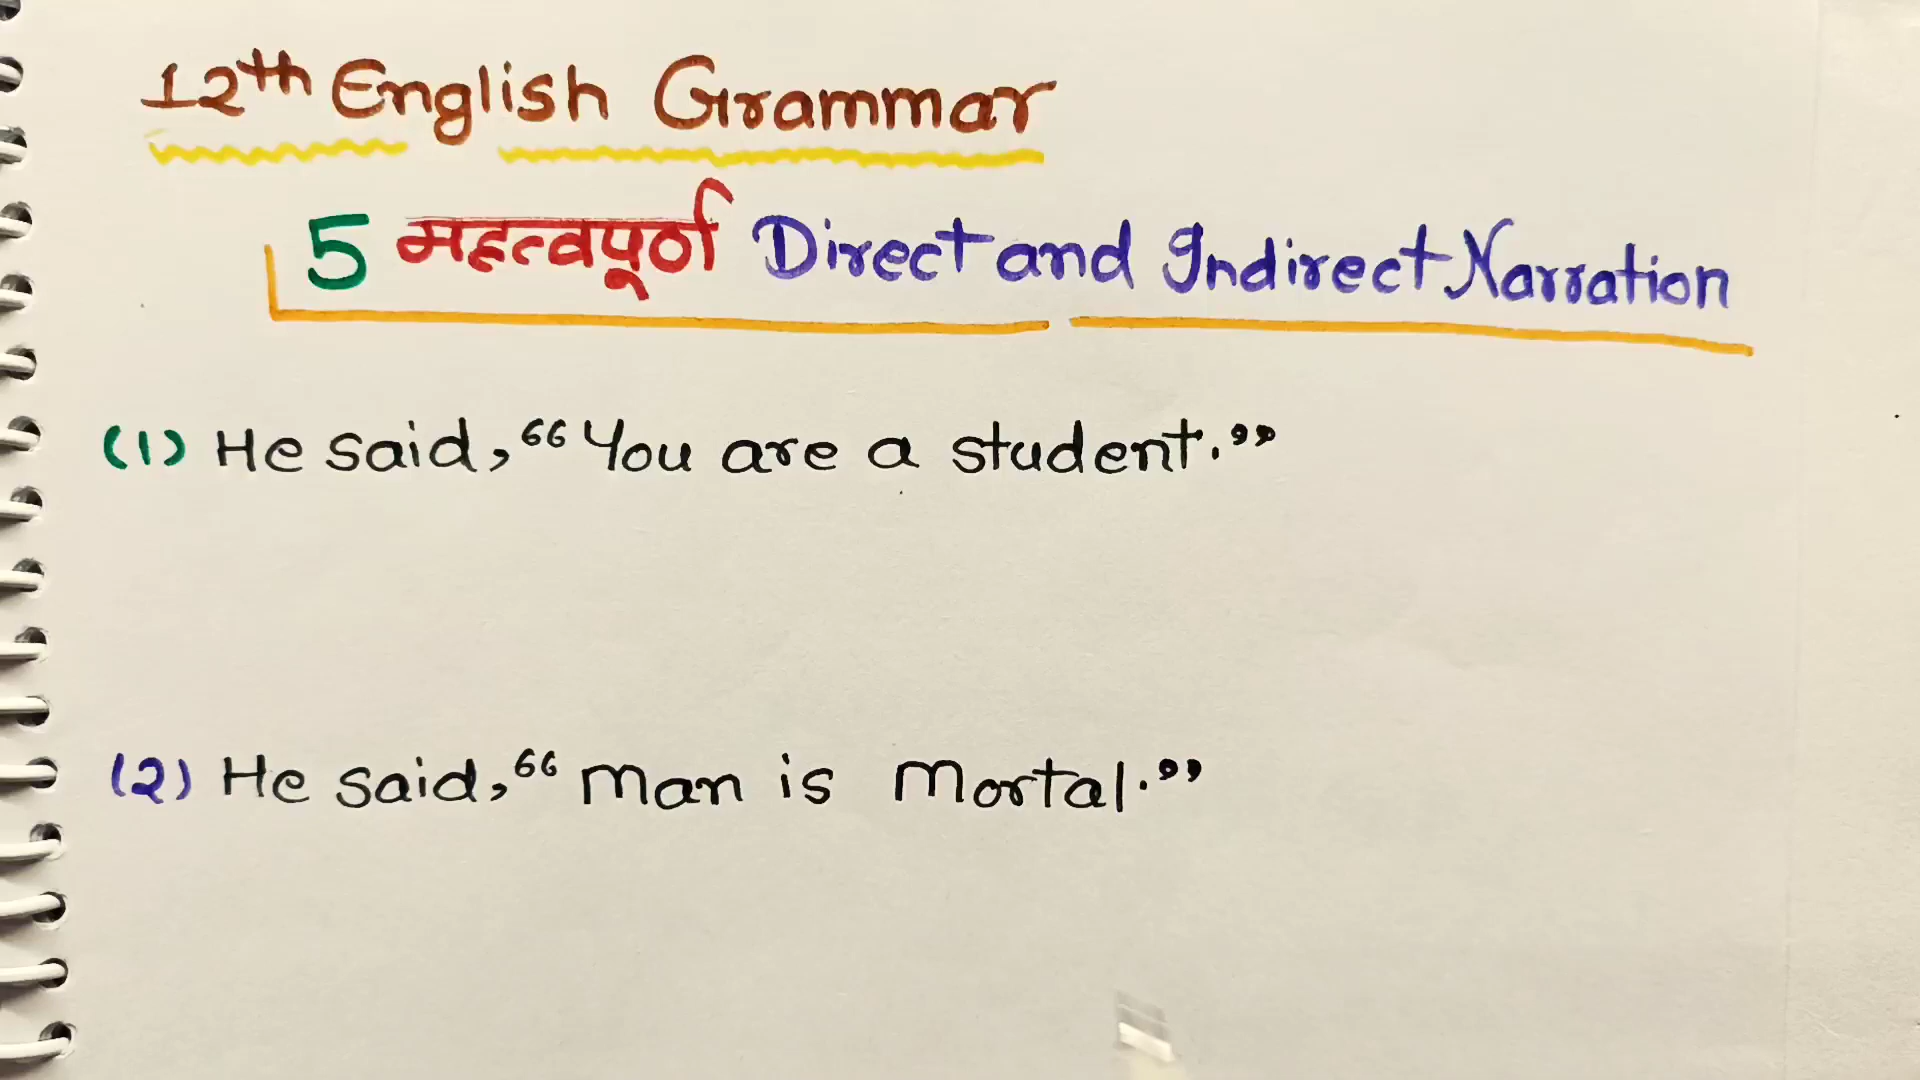 12th English Grammar
5 महत्वपूर्ण Direct and Indirect Narration
(1) He said, “You are a student.”
(2) He said, “Man is Mortal.”